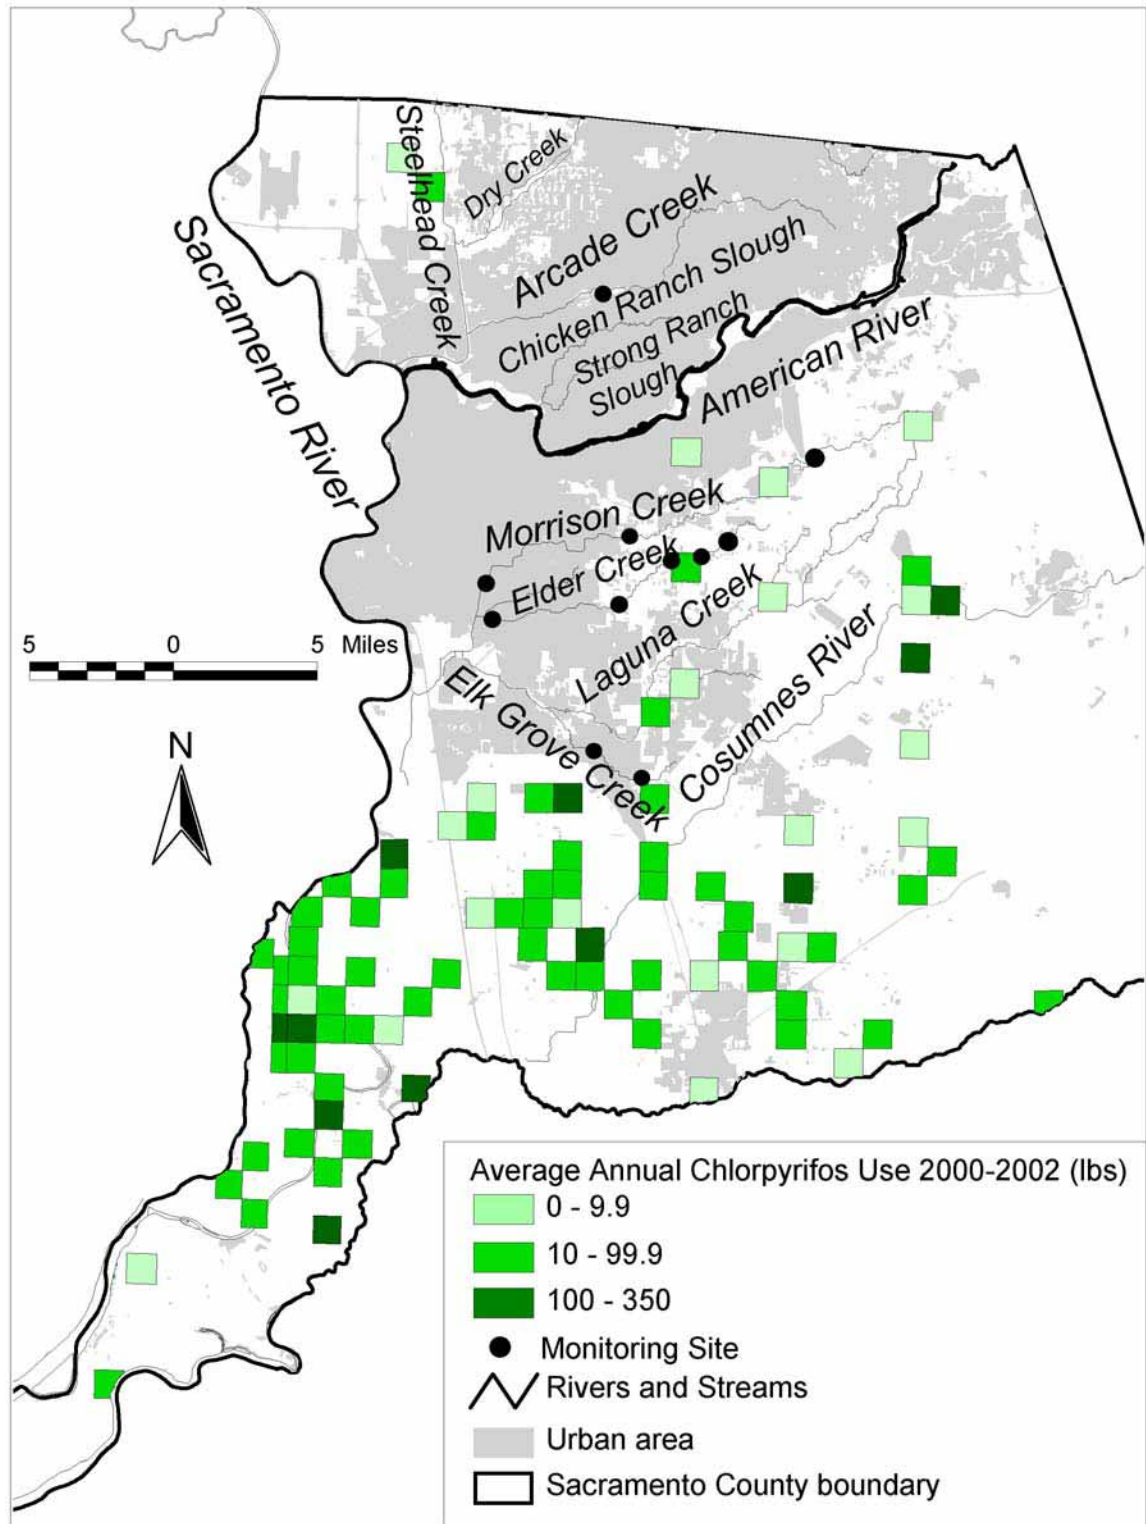 Steelhead Creek
Dry Creek
Sacramento River
Arcade Creek
Chicken Ranch Slough
Strong Ranch
Slough
American River
Morrison Creek
Elder Creek
Laguna Creek
Cosumnes River
Elk Grove Creek
5 0 5 Miles
N
Average Annual Chlorpyrifos Use 2000-2002 (lbs)
0 - 9.9
10 - 99.9
100 - 350
Monitoring Site
Rivers and Streams
Urban area
Sacramento County boundary